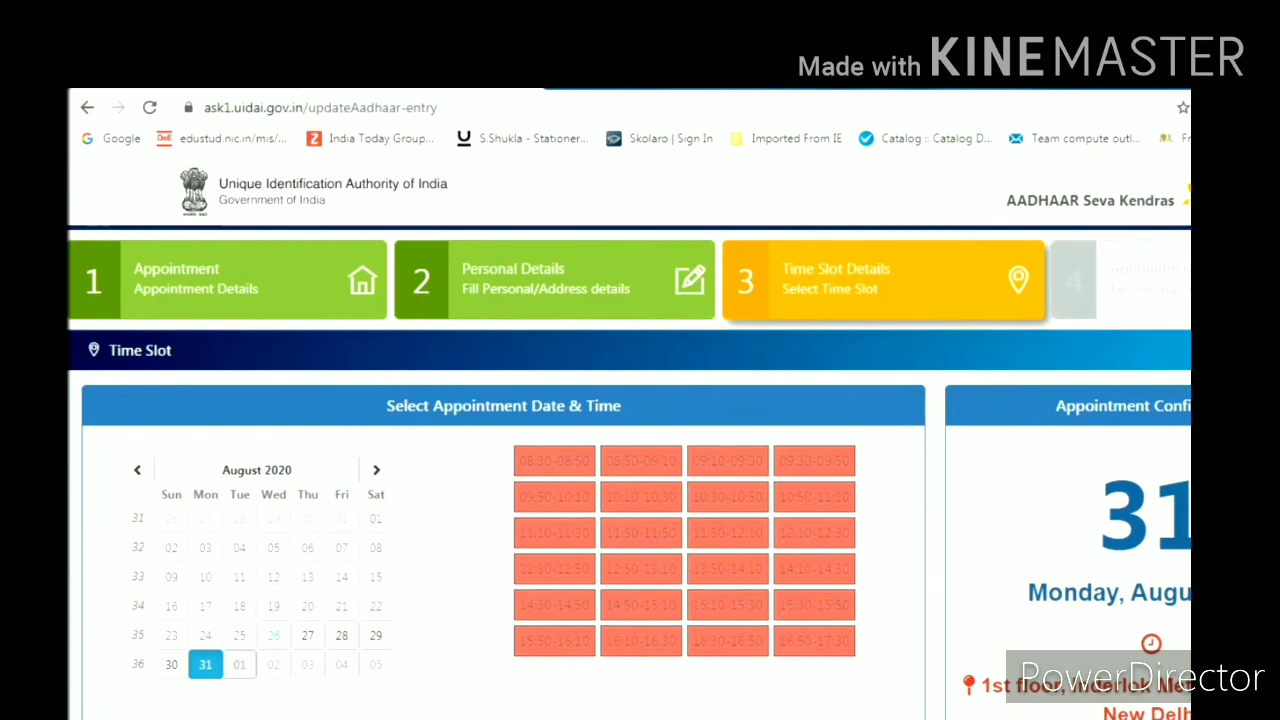 Made with KINEMASTER
ask1.uidai.gov.in/updateAadhaar-entry
Google edustud.nic.in/mis/... India Today Group... S.Shukla - Stationer... Skolaro | Sign In Imported From IE Catalog :: Catalog D... Team compute outl... Fr
Unique Identification Authority of India
Government of India
AADHAAR Seva Kendras
1 Appointment
Appointment Details
2 Personal Details
Fill Personal/Address details
3 Time Slot Details
Select Time Slot
4
Time Slot
Select Appointment Date & Time
Appointment Confi
August 2020
Sun Mon Tue Wed Thu Fri Sat
31 26 27 28 29 30 31 01
32 02 03 04 05 06 07 08
33 09 10 11 12 13 14 15
34 16 17 18 19 20 21 22
35 23 24 25 26 27 28 29
36 30 31 01 02 03 04 05
08:30-08:50 08:50-09:10 09:10-09:30 09:30-09:50
09:50-10:10 10:10-10:30 10:30-10:50 10:50-11:10
11:10-11:30 11:30-11:50 11:50-12:10 12:10-12:30
12:30-12:50 12:50-13:10 13:50-14:10 14:10-14:30
14:30-14:50 14:50-15:10 15:10-15:30 15:30-15:50
15:50-16:10 16:10-16:30 16:30-16:50 16:50-17:30
31
Monday, Augu
1st floor, Inderlok Me
New Delh
PowerDirector